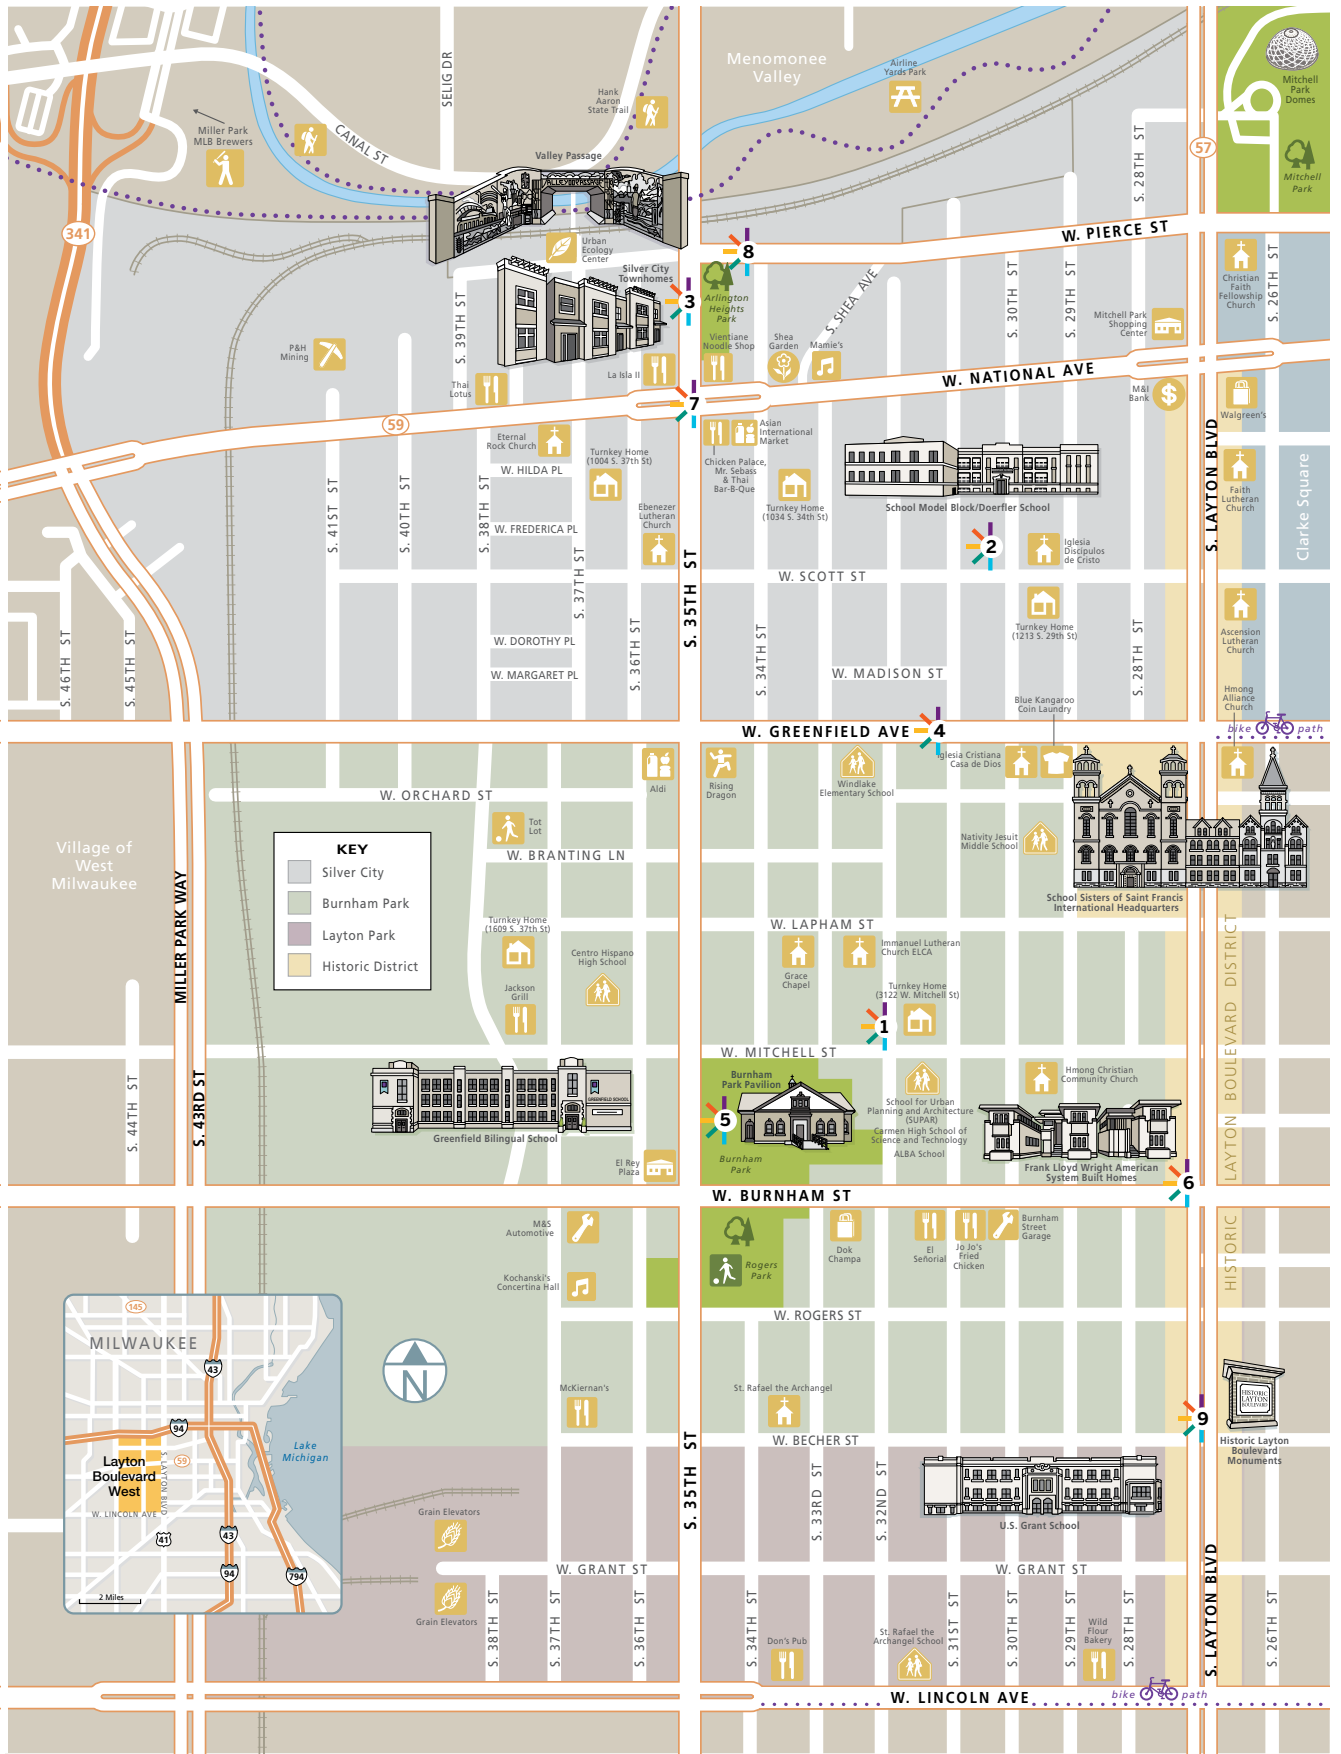 Menomonee
Valley
Airline
Yards Park
Mitchell
Park
Domes
Mitchell
Park
SELIG DR
Hank
Aaron
State Trail
Miller Park
MLB Brewers
CANAL ST
Valley Passage
VALLEY PASSAGE
57
S. 28TH ST
341
W. PIERCE ST
8
Urban
Ecology
Center
Silver City
Townhomes
3
Arlington
Heights
Park
S. SHEA AVE
S. 39TH ST
S. 30TH ST
S. 29TH ST
S. 26TH ST
Christian
Faith
Fellowship
Church
Mitchell Park
Shopping
Center
P&H
Mining
Vientiane
Noodle Shop
Shea
Garden
Mamie's
La Isla II
Thai
Lotus
W. NATIONAL AVE
M&I
Bank
$
Walgreen's
7
59
Eternal
Rock Church
Asian
International
Market
Turnkey Home
(1004 S. 37th St)
W. HILDA PL
Chicken Palace,
Mr. Sebass
& Thai
Bar-B-Que
Turnkey Home
(1034 S. 34th St)
School Model Block/Doerfler School
Faith
Lutheran
Church
S. LAYTON BLVD
Clarke Square
S. 41ST ST
S. 40TH ST
S. 38TH ST
Ebenezer
Lutheran
Church
W. FREDERICA PL
2
Iglesia
Discipulos
de Cristo
S. 37TH ST
S. 35TH ST
W. SCOTT ST
Turnkey Home
(1213 S. 29th St)
Ascension
Lutheran
Church
S. 46TH ST
S. 45TH ST
W. DOROTHY PL
S. 36TH ST
S. 34TH ST
S. 28TH ST
W. MARGARET PL
W. MADISON ST
Blue Kangaroo
Coin Laundry
Hmong
Alliance
Church
W. GREENFIELD AVE
4
bike path
Iglesia Cristiana
Casa de Dios
Aldi
Rising
Dragon
Windlake
Elementary School
W. ORCHARD ST
Tot
Lot
Nativity Jesuit
Middle School
Village of
West
Milwaukee
KEY
Silver City
Burnham Park
Layton Park
Historic District
W. BRANTING LN
School Sisters of Saint Francis
International Headquarters
MILLER PARK WAY
W. LAPHAM ST
Turnkey Home
(1609 S. 37th St)
Centro Hispano
High School
Grace
Chapel
Immanuel Lutheran
Church ELCA
Jackson
Grill
Turnkey Home
(3122 W. Mitchell St)
1
HISTORIC LAYTON BOULEVARD DISTRICT
W. MITCHELL ST
S. 44TH ST
S. 43RD ST
GREENFIELD SCHOOL
Greenfield Bilingual School
Burnham
Park Pavilion
5
Burnham
Park
School for Urban
Planning and Architecture
(SUPAR)
Carmen High School of
Science and Technology
ALBA School
Hmong Christian
Community Church
Frank Lloyd Wright American
System Built Homes
6
El Rey
Plaza
W. BURNHAM ST
M&S
Automotive
Kochanski's
Concertina Hall
Rogers
Park
Dok
Champa
El
Señorial
Jo Jo's
Fried
Chicken
Burnham
Street
Garage
W. ROGERS ST
145
MILWAUKEE
43
94
59
Layton
Boulevard
West
S. LAYTON BLVD
W. LINCOLN AVE
Lake
Michigan
41
43
94
794
2 Miles
N
McKiernan's
St. Rafael the Archangel
9
HISTORIC
LAYTON
BOULEVARD
Historic Layton
Boulevard
Monuments
W. BECHER ST
S. 35TH ST
S. 33RD ST
S. 32ND ST
U.S. Grant School
Grain Elevators
W. GRANT ST
W. GRANT ST
Grain Elevators
S. 38TH ST
S. 37TH ST
S. 36TH ST
S. 34TH ST
Don's Pub
St. Rafael the
Archangel School
S. 31ST ST
S. 30TH ST
S. 29TH ST
Wild
Flour
Bakery
S. 28TH ST
S. LAYTON BLVD
S. 26TH ST
W. LINCOLN AVE
bike path